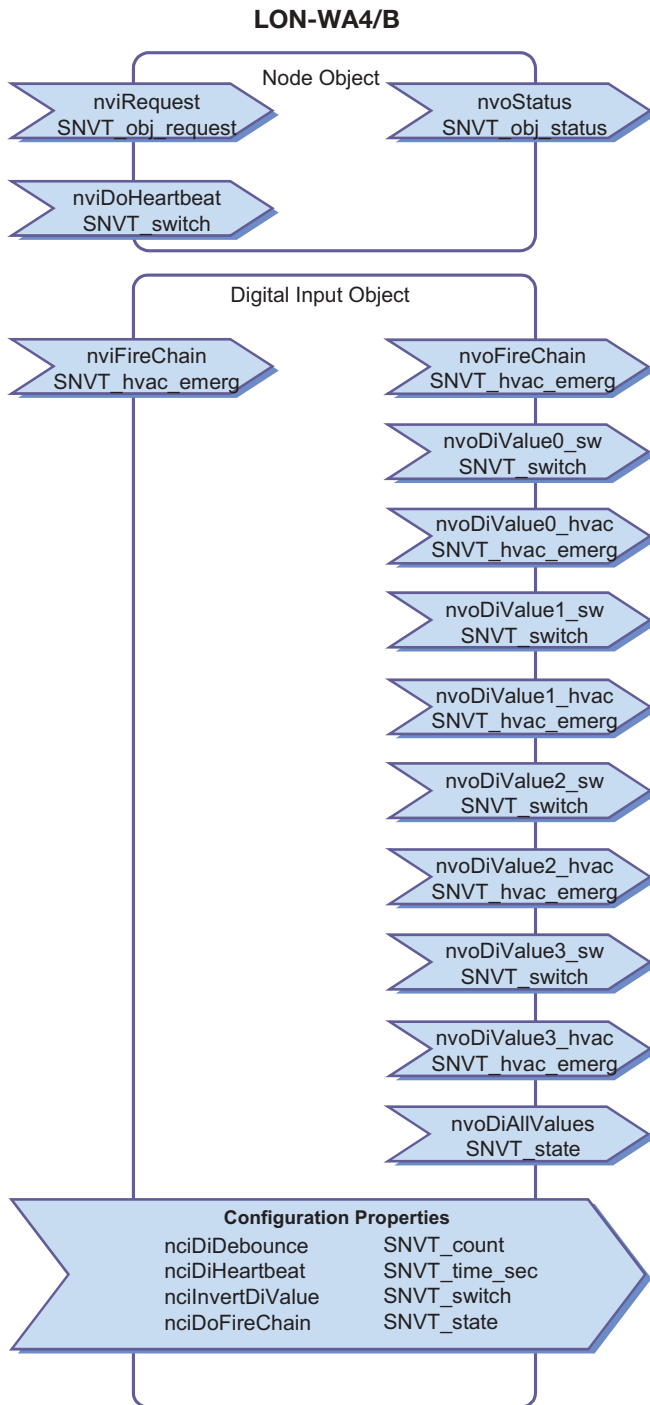 LON-WA4/B
Node Object
nviRequest
SNVT_obj_request
nvoStatus
SNVT_obj_status
nviDoHeartbeat
SNVT_switch
Digital Input Object
nviFireChain
SNVT_hvac_emerg
nvoFireChain
SNVT_hvac_emerg
nvoDiValue0_sw
SNVT_switch
nvoDiValue0_hvac
SNVT_hvac_emerg
nvoDiValue1_sw
SNVT_switch
nvoDiValue1_hvac
SNVT_hvac_emerg
nvoDiValue2_sw
SNVT_switch
nvoDiValue2_hvac
SNVT_hvac_emerg
nvoDiValue3_sw
SNVT_switch
nvoDiValue3_hvac
SNVT_hvac_emerg
nvoDiAllValues
SNVT_state
Configuration Properties
nciDiDebounce SNVT_count
nciDiHeartbeat SNVT_time_sec
nciInvertDiValue SNVT_switch
nciDoFireChain SNVT_state